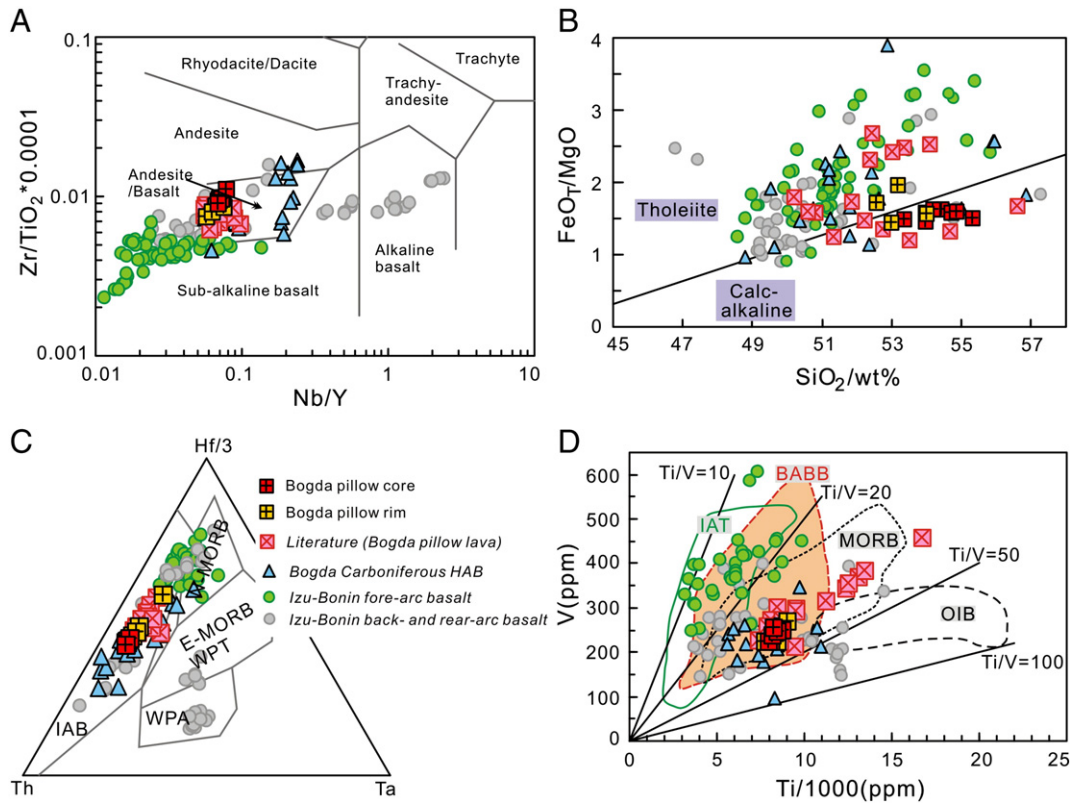 A
0.1
0.01
0.001
Zr/TiO2*0.0001
Rhyodacite/Dacite
Trachyte
Trachy-
andesite
Andesite
Andesite
/Basalt
Alkaline
basalt
Sub-alkaline basalt
0.01
0.1
1
10
Nb/Y
B
4
3
2
1
0
FeOT/MgO
Tholeiite
Calc-
alkaline
45
47
49
51
53
55
57
SiO2/wt%
C
Hf/3
Bogda pillow core
Bogda pillow rim
Literature (Bogda pillow lava)
Bogda Carboniferous HAB
Izu-Bonin fore-arc basalt
Izu-Bonin back- and rear-arc basalt
-MORB
E-MORB
WPT
WPA
IAB
Th
Ta
D
600
500
400
300
200
100
0
V(ppm)
Ti/V=10
BABB
Ti/V=20
IAT
MORB
Ti/V=50
OIB
Ti/V=100
0
5
10
15
20
25
Ti/1000(ppm)